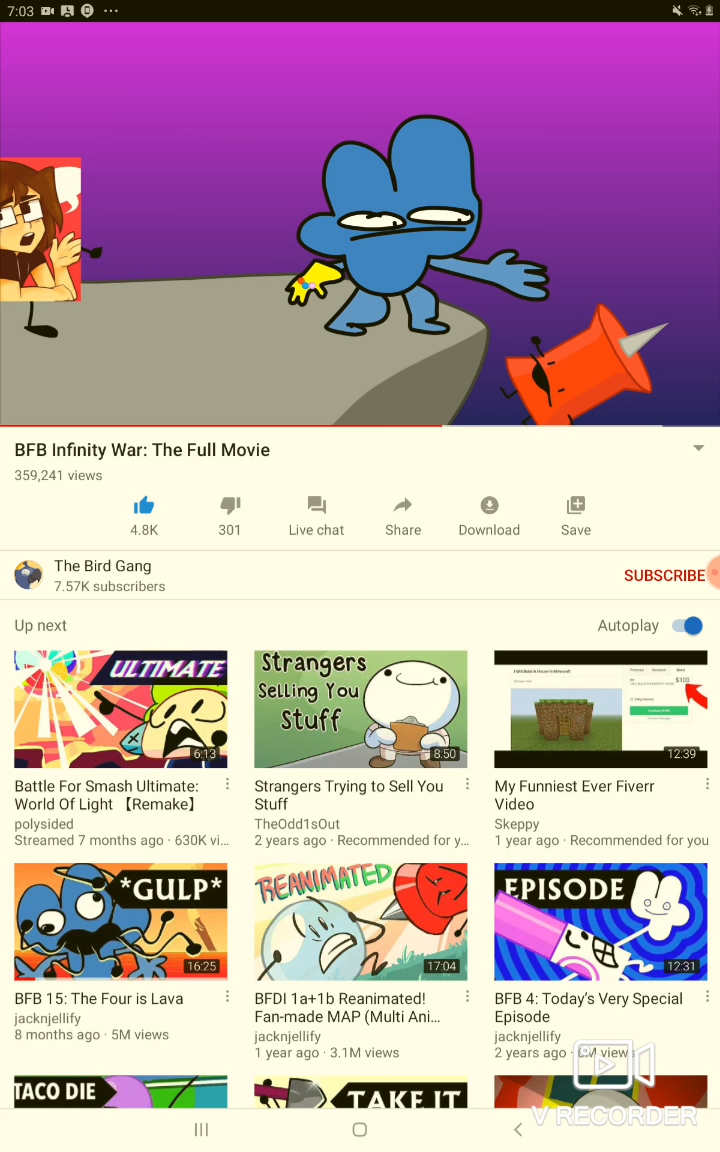 7:03
BFB Infinity War: The Full Movie
359,241 views
4.8K
301
Live chat
Share
Download
Save
The Bird Gang
7.57K subscribers
SUBSCRIBE
Up next
Autoplay
ULTIMATE
6:13
Strangers
Selling You
Stuff
8:50
$100
12:39
Battle For Smash Ultimate:
World Of Light 【Remake】
polysided
Streamed 7 months ago · 630K vi...
Strangers Trying to Sell You
Stuff
TheOdd1sOut
2 years ago · Recommended for y...
My Funniest Ever Fiverr
Video
Skeppy
1 year ago · Recommended for you
*GULP*
16:25
REANIMATED
17:04
EPISODE
12:31
BFB 15: The Four is Lava
jacknjellify
8 months ago · 5M views
BFDI 1a+1b Reanimated!
Fan-made MAP (Multi Ani...
jacknjellify
1 year ago · 3.1M views
BFB 4: Today's Very Special
Episode
jacknjellify
2 years ago · views
TACO DIE
TAKE IT
V RECORDER